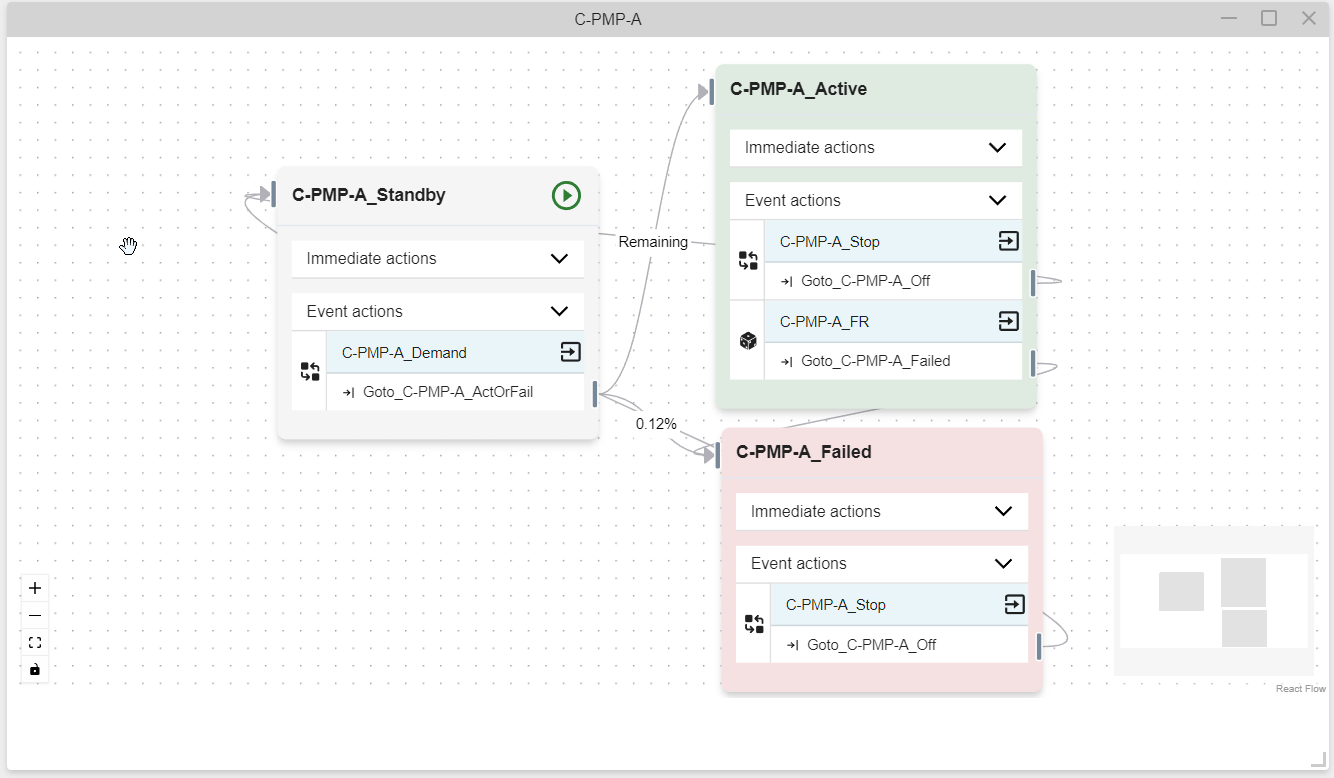 C-PMP-A
C-PMP-A_Standby
Immediate actions
Event actions
C-PMP-A_Demand
Goto_C-PMP-A_ActOrFail
Remaining
0.12%
C-PMP-A_Active
Immediate actions
Event actions
C-PMP-A_Stop
Goto_C-PMP-A_Off
C-PMP-A_FR
Goto_C-PMP-A_Failed
C-PMP-A_Failed
Immediate actions
Event actions
C-PMP-A_Stop
Goto_C-PMP-A_Off
React Flow